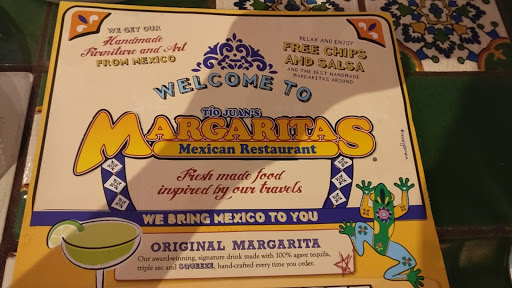 WE GET OUR
Handmade
Furniture and Art
FROM MEXICO
RELAX AND ENJOY
FREE CHIPS
AND SALSA
AND THE BEST HANDMADE
MARGARITAS AROUND
WELCOME TO
TIO JUAN'S
MARGARITAS
Mexican Restaurant
Fresh made food
inspired by our travels
WE BRING MEXICO TO YOU
ORIGINAL MARGARITA
Our award-winning, signature drink made with 100% agave tequila,
triple sec and SQUEEZE, hand-crafted every time you order.